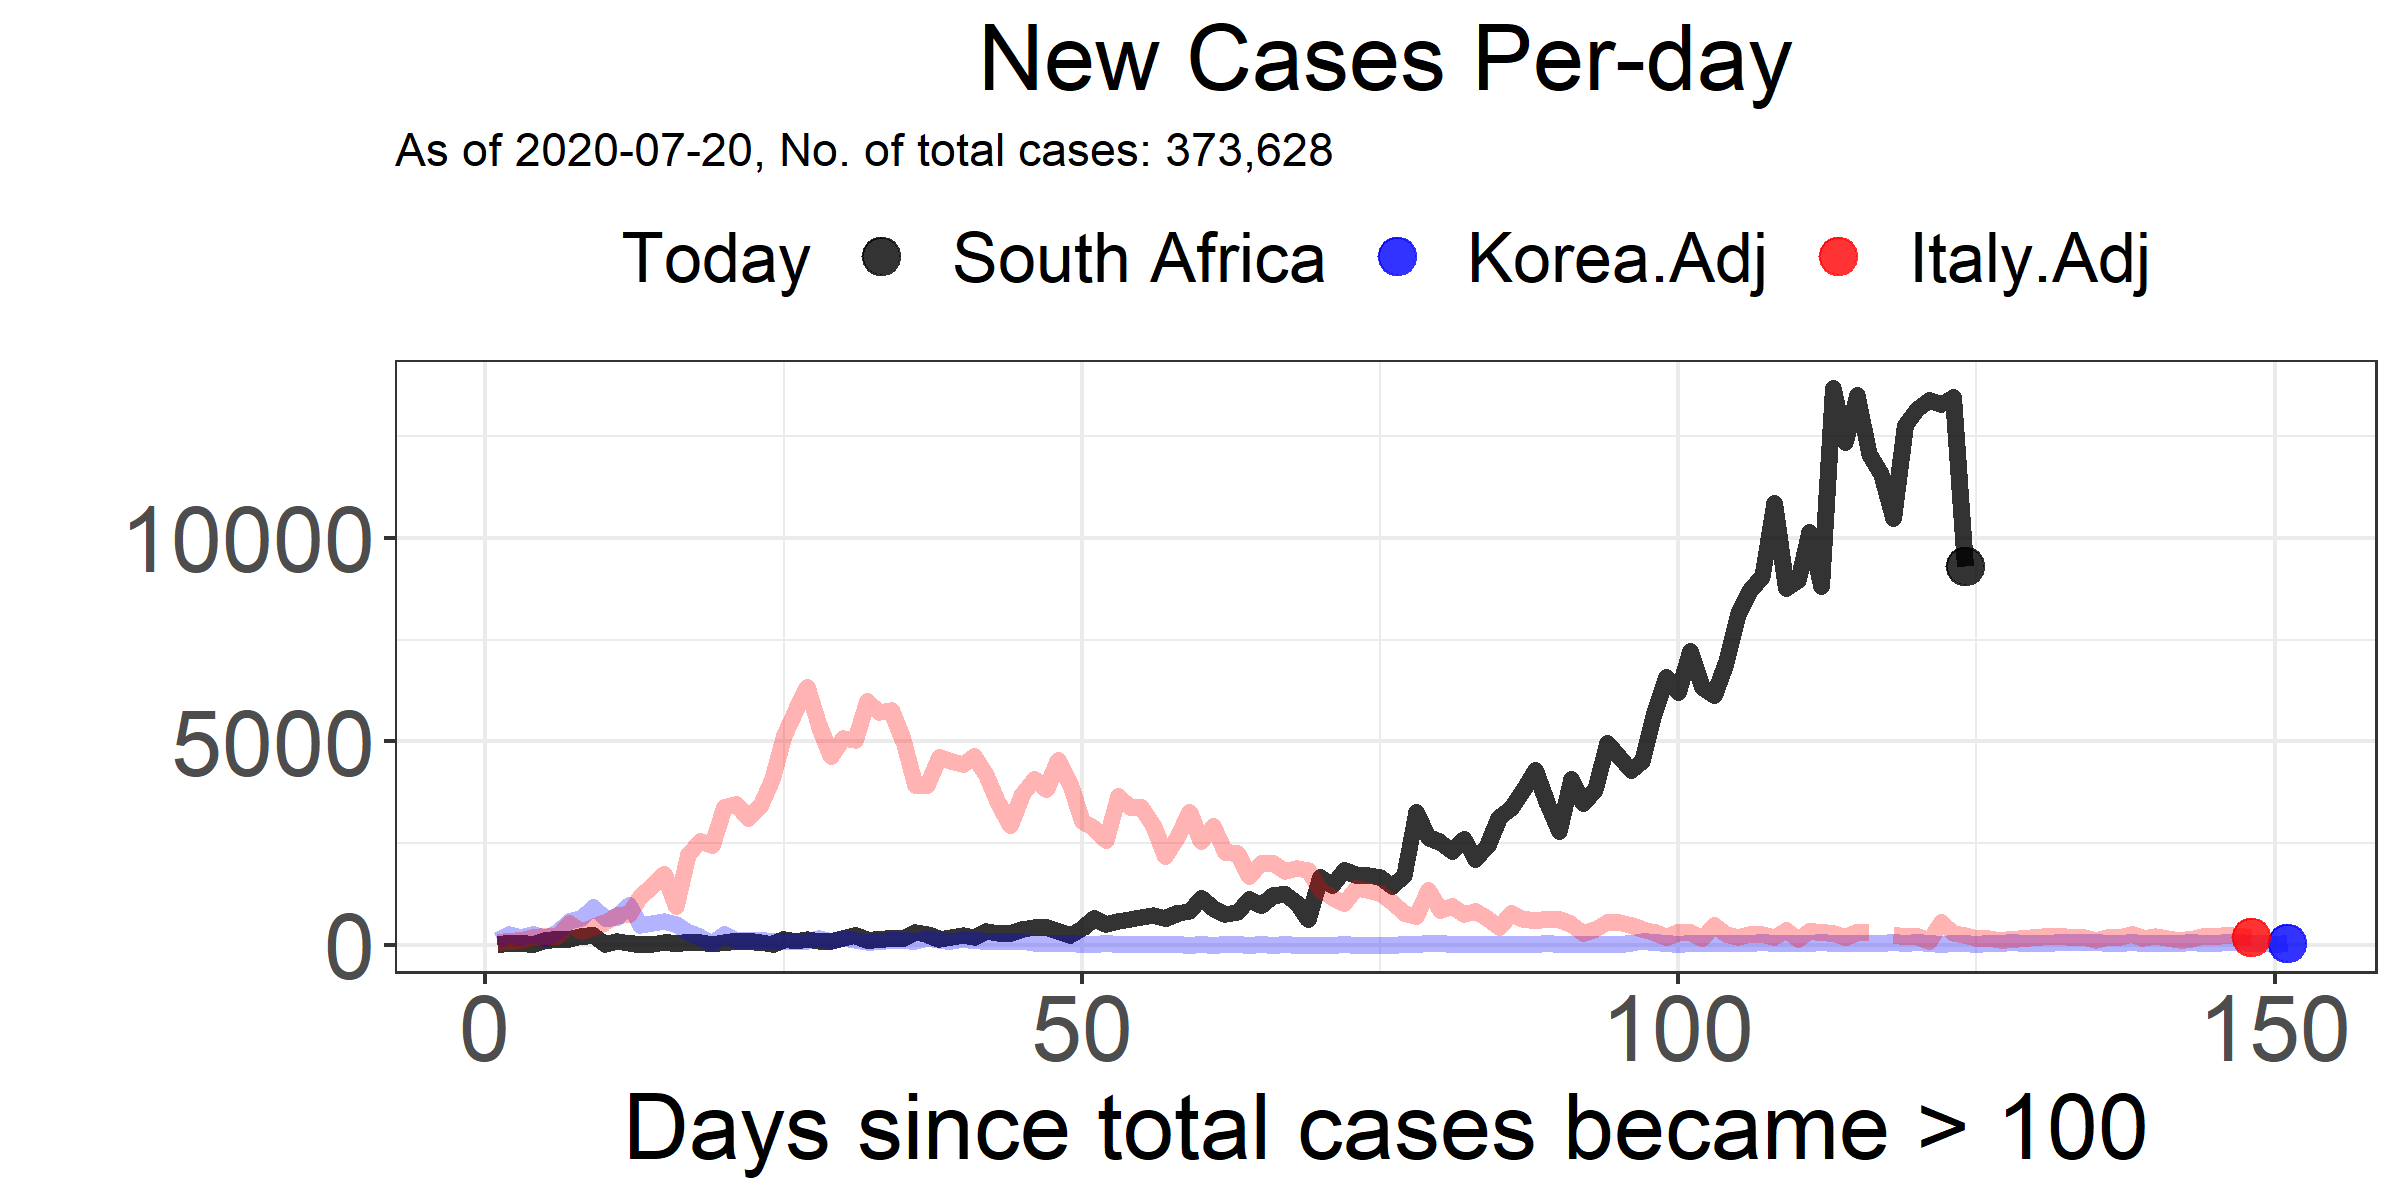 New Cases Per-day
As of 2020-07-20, No. of total cases: 373,628
Today South Africa Korea.Adj Italy.Adj
10000
5000
0
0 50 100 150
Days since total cases became > 100